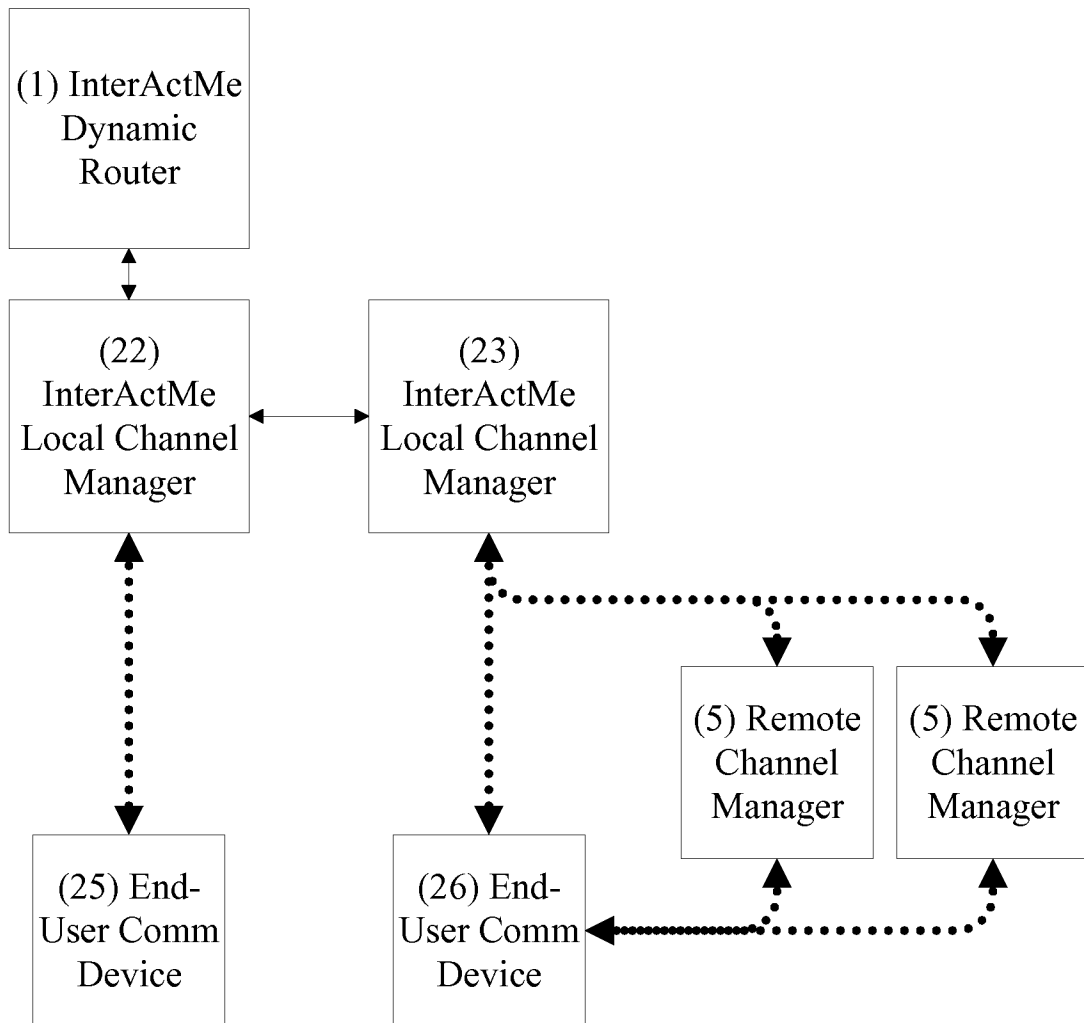 (1) InterActMe
Dynamic
Router
(22)
InterActMe
Local Channel
Manager
(23)
InterActMe
Local Channel
Manager
(5) Remote
Channel
Manager
(5) Remote
Channel
Manager
(25) End-
User Comm
Device
(26) End-
User Comm
Device